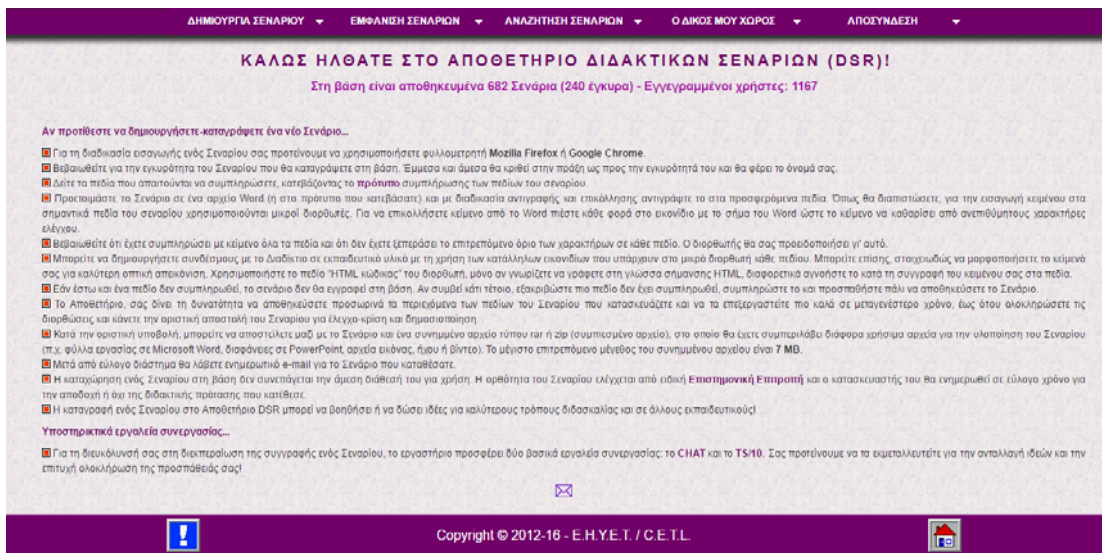 ΔΗΜΙΟΥΡΓΙΑ ΣΕΝΑΡΙΟΥ ΕΜΦΑΝΙΣΗ ΣΕΝΑΡΙΩΝ ΑΝΑΖΗΤΗΣΗ ΣΕΝΑΡΙΩΝ Ο ΔΙΚΟΣ ΜΟΥ ΧΩΡΟΣ ΑΠΟΣΥΝΔΕΣΗ
ΚΑΛΩΣ ΗΛΘΑΤΕ ΣΤΟ ΑΠΟΘΕΤΗΡΙΟ ΔΙΔΑΚΤΙΚΩΝ ΣΕΝΑΡΙΩΝ (DSR)!
Στη βάση είναι αποθηκευμένα 682 Σενάρια (240 έγκυρα) - Εγγεγραμμένοι χρήστες: 1167
Αν προτίθεστε να δημιουργήσετε-καταγράψετε ένα νέο Σενάριο...
Για τη διαδικασία εισαγωγής ενός Σεναρίου σας προτείνουμε να χρησιμοποιήσετε φυλλομετρητή Mozilla Firefox ή Google Chrome.
Βεβαιωθείτε για την εγκυρότητα του Σεναρίου που θα καταγράψετε στη βάση. Έμμεσα και άμεσα θα κριθεί στην πράξη ως προς την εγκυρότητά του και θα φέρει το όνομά σας.
Δείτε τα πεδία που απαιτούνται να συμπληρώσετε, κατεβάζοντας το πρότυπο συμπλήρωσης των πεδίων του σεναρίου.
Προετοιμάστε το Σενάριο σε ένα αρχείο Word (ή στο πρότυπο που κατεβάσατε) και με διαδικασία αντιγραφής και επικόλλησης αντιγράψτε το στα προσφερόμενα πεδία. Όπως θα διαπιστώσετε, για την εισαγωγή κειμένου στα
σημαντικά πεδία του σεναρίου χρησιμοποιούνται μικροί διορθωτές. Για να επικολλήσετε κείμενο από το Word πιέστε κάθε φορά στο εικονίδιο με το σήμα του Word ώστε το κείμενο να καθαρίσει από ανεπιθύμητους χαρακτήρες
ελέγχου.
Βεβαιωθείτε ότι έχετε συμπληρώσει με κείμενο όλα τα πεδία και ότι δεν έχετε ξεπεράσει το επιτρεπόμενο όριο των χαρακτήρων σε κάθε πεδίο. Ο διορθωτής θα σας προειδοποιήσει γι' αυτό.
Μπορείτε να δημιουργήσετε συνδέσμους με το Διαδίκτυο σε εκπαιδευτικό υλικό με τη χρήση των κατάλληλων εικονιδίων που υπάρχουν στο μικρό διορθωτή κάθε πεδίου. Μπορείτε επίσης, στοιχειωδώς να μορφοποιήσετε το κείμενό
σας για καλύτερη οπτική απεικόνιση. Χρησιμοποιήστε το πεδίο "HTML κώδικας" του διορθωτή, μόνο αν γνωρίζετε να γράφετε στη γλώσσα σήμανσης HTML, διαφορετικά αγνοήστε το κατά τη συγγραφή του κειμένου σας στα πεδία.
Εάν έστω και ένα πεδίο δεν συμπληρωθεί, το σενάριο δεν θα εγγραφεί στη βάση. Αν συμβεί κάτι τέτοιο, εξακριβώστε πιο πεδίο δεν έχει συμπληρωθεί, συμπληρώστε το και προσπαθήστε πάλι να αποθηκεύσετε το Σενάριο.
Το Αποθετήριο, σας δίνει τη δυνατότητα να αποθηκεύσετε προσωρινά τα περιεχόμενα των πεδίων του Σεναρίου που κατασκευάζετε και να τα επεξεργαστείτε πιο καλά σε μεταγενέστερο χρόνο, έως ότου ολοκληρώσετε τις
διορθώσεις και κάνετε την οριστική αποστολή του Σεναρίου για έλεγχο-κρίση και δημοσιοποίηση.
Κατά την οριστική υποβολή, μπορείτε να αποστείλετε μαζί με το Σενάριο και ένα συνημμένο αρχείο τύπου rar ή zip (συμπιεσμένο αρχείο), στο οποίο θα έχετε συμπεριλάβει διάφορα χρήσιμα αρχεία για την υλοποίηση του Σεναρίου
(π.χ. φύλλα εργασίας σε Microsoft Word, διαφάνειες σε PowerPoint, αρχεία εικόνας, ήχου ή βίντεο). Το μέγιστο επιτρεπόμενο μέγεθος του συνημμένου αρχείου είναι 7 MB.
Μετά από εύλογο διάστημα θα λάβετε ενημερωτικό e-mail για το Σενάριο που καταθέσατε.
Η καταχώρηση ενός Σεναρίου στη βάση δεν συνεπάγεται την άμεση διάθεσή του για χρήση. Η ορθότητα του Σεναρίου ελέγχεται από ειδική Επιστημονική Επιτροπή και ο κατασκευαστής του θα ενημερωθεί σε εύλογο χρόνο για
την αποδοχή ή όχι της διδακτικής πρότασης που κατέθεσε.
Η καταγραφή ενός Σεναρίου στο Αποθετήριο DSR μπορεί να βοηθήσει ή να δώσει ιδέες για καλύτερους τρόπους διδασκαλίας και σε άλλους εκπαιδευτικούς!
Υποστηρικτικά εργαλεία συνεργασίας...
Για τη διευκόλυνσή σας στη διεκπεραίωση της συγγραφής ενός Σεναρίου, το εργαστήριο προσφέρει δύο βασικά εργαλεία συνεργασίας: το CHAT και το TS/10. Σας προτείνουμε να τα εκμεταλλευτείτε για την ανταλλαγή ιδεών και την
επιτυχή ολοκλήρωση της προσπάθειάς σας!
Copyright © 2012-16 - Ε.Η.Υ.Ε.Τ. / C.E.T.L.